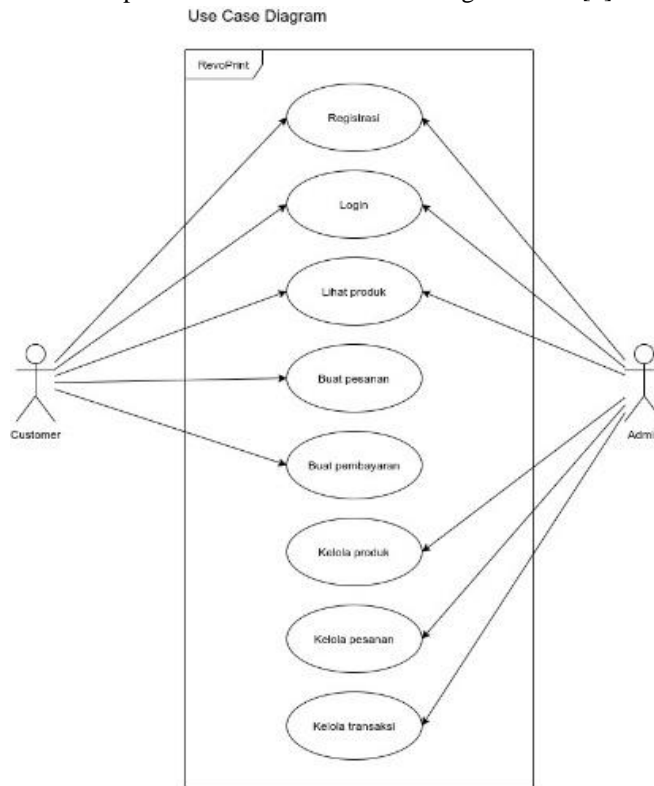 Use Case Diagram
RevoPrint
Registrasi
Login
Lihat produk
Buat pesanan
Customer
Admi
Buat pembayaran
Kelola produk
Kelola pesanan
Kelola transaksi